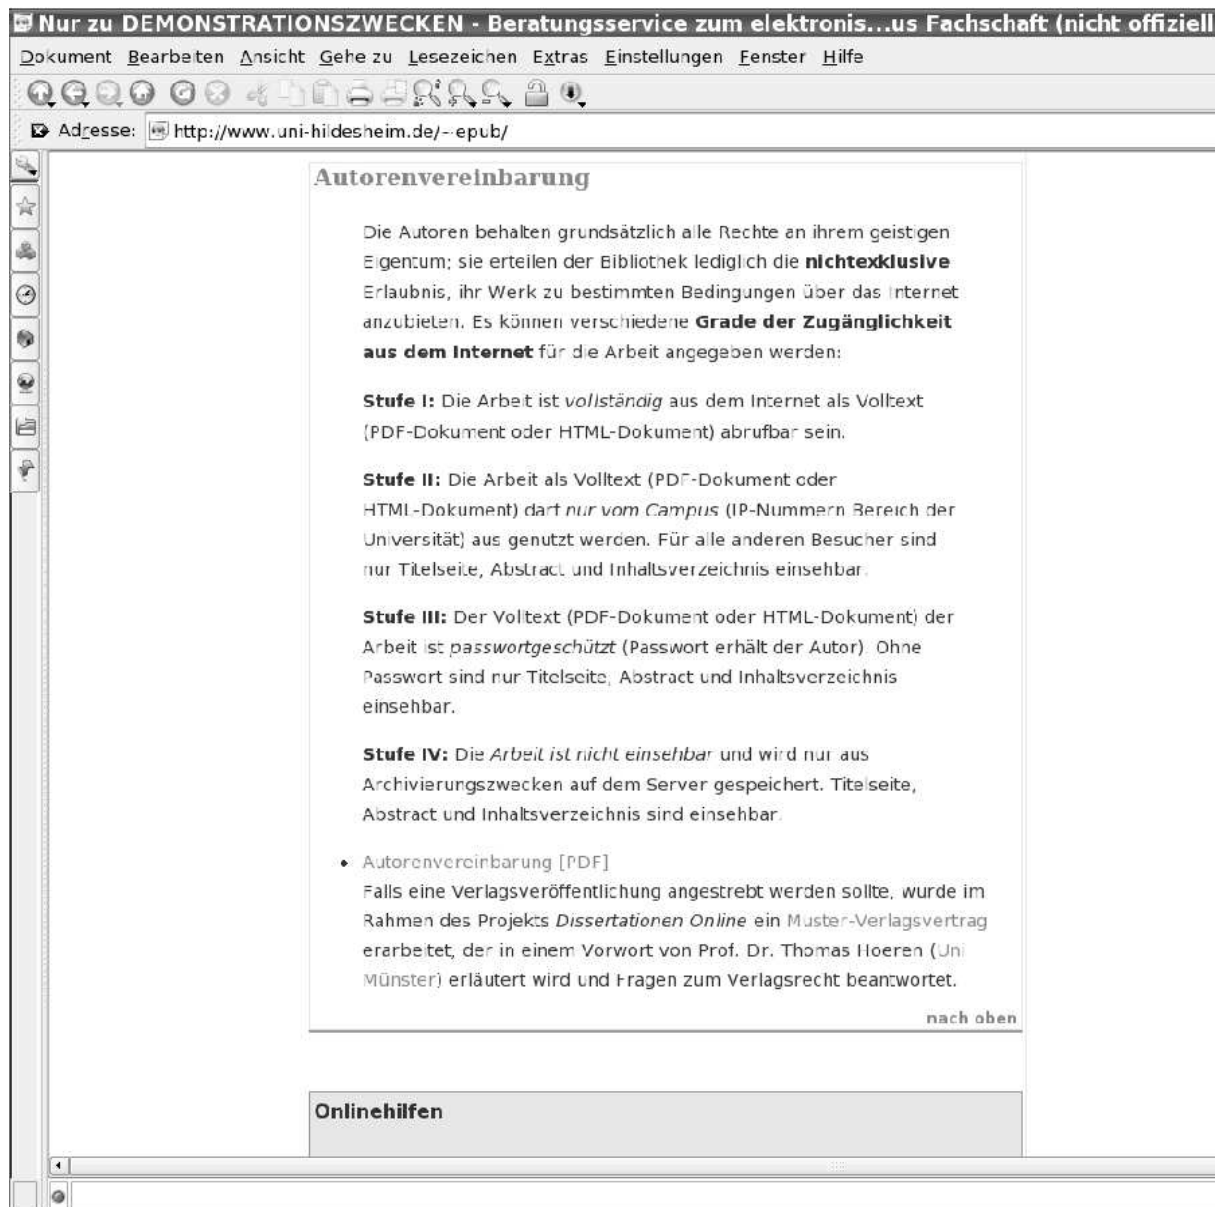 Nur zu DEMONSTRATIONSZWECKEN - Beratungsservice zum elektronis...us Fachschaft (nicht offiziell
Dokument Bearbeiten Ansicht Gehe zu Lesezeichen Extras Einstellungen Fenster Hilfe
Adresse: http://www.uni-hildesheim.de/~epub/
Autorenvereinbarung
Die Autoren behalten grundsätzlich alle Rechte an ihrem geistigen
Eigentum; sie erteilen der Bibliothek lediglich die nichtexklusive
Erlaubnis, ihr Werk zu bestimmten Bedingungen über das Internet
anzubieten. Es können verschiedene Grade der Zugänglichkeit
aus dem Internet für die Arbeit angegeben werden:
Stufe I: Die Arbeit ist vollständig aus dem Internet als Volltext
(PDF-Dokument oder HTML-Dokument) abrufbar sein.
Stufe II: Die Arbeit als Volltext (PDF-Dokument oder
HTML-Dokument) darf nur vom Campus (IP-Nummern Bereich der
Universität) aus genutzt werden. Für alle anderen Besucher sind
nur Titelseite, Abstract und Inhaltsverzeichnis einsehbar.
Stufe III: Der Volltext (PDF-Dokument oder HTML-Dokument) der
Arbeit ist passwortgeschützt (Passwort erhält der Autor). Ohne
Passwort sind nur Titelseite, Abstract und Inhaltsverzeichnis
einsehbar.
Stufe IV: Die Arbeit ist nicht einsehbar und wird nur aus
Archivierungszwecken auf dem Server gespeichert. Titelseite,
Abstract und Inhaltsverzeichnis sind einsehbar.
• Autorenvereinbarung [PDF]
Falls eine Verlagsveröffentlichung angestrebt werden sollte, wurde im
Rahmen des Projekts Dissertationen Online ein Muster-Verlagsvertrag
erarbeitet, der in einem Vorwort von Prof. Dr. Thomas Hoeren (Uni
Münster) erläutert wird und Fragen zum Verlagsrecht beantwortet.
nach oben
Onlinehilfen